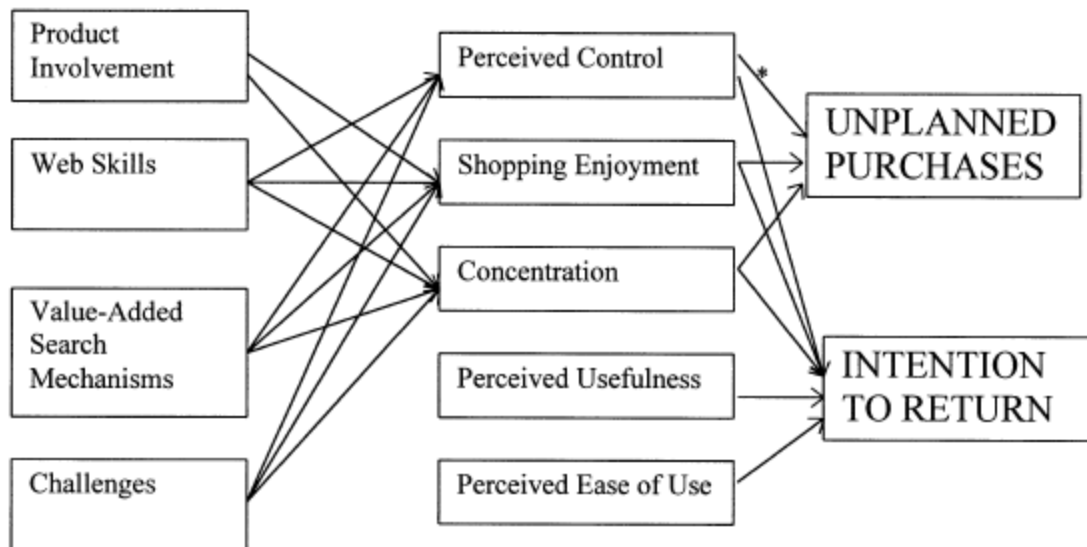 Product
Involvement
Web Skills
Value-Added
Search
Mechanisms
Challenges
Perceived Control
Shopping Enjoyment
Concentration
Perceived Usefulness
Perceived Ease of Use
*
UNPLANNED
PURCHASES
INTENTION
TO RETURN